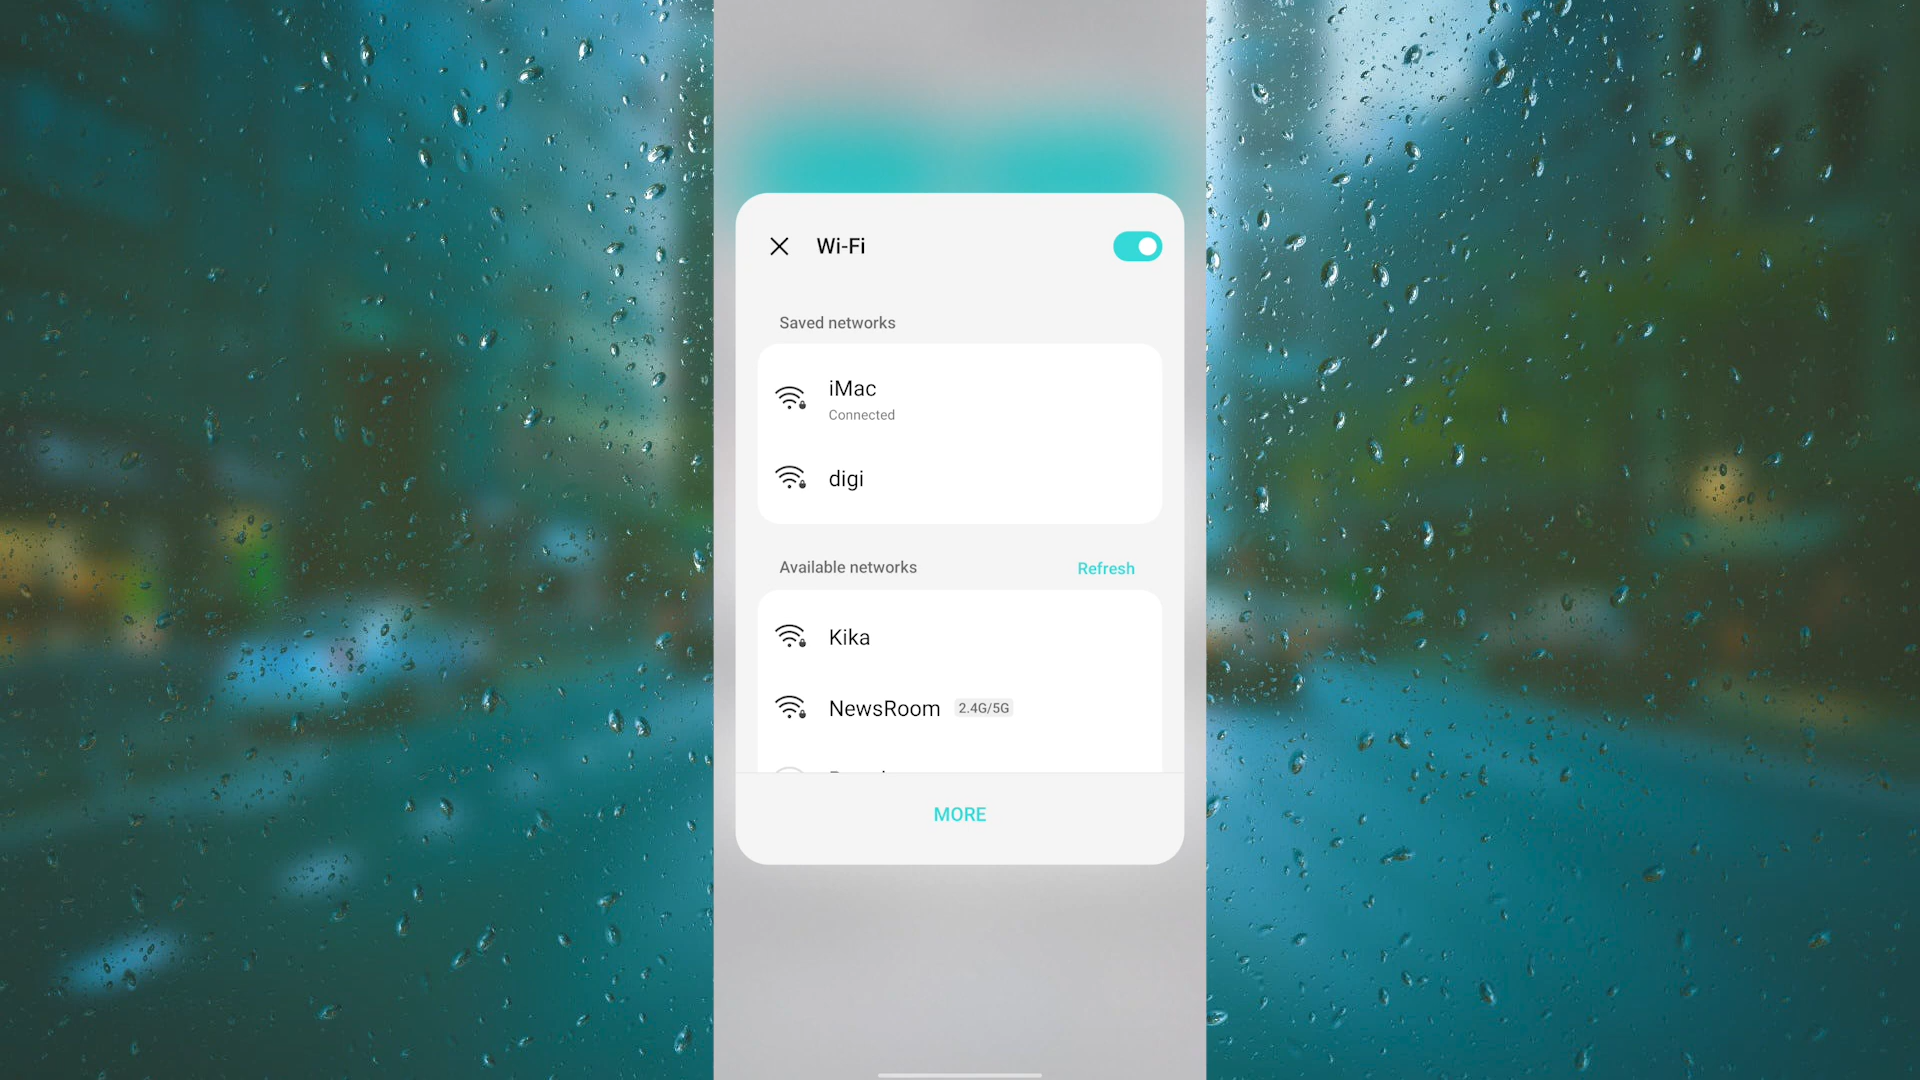 Wi-Fi
Saved networks
iMac
Connected
digi
Available networks
Refresh
Kika
NewsRoom 2.4G/5G
MORE